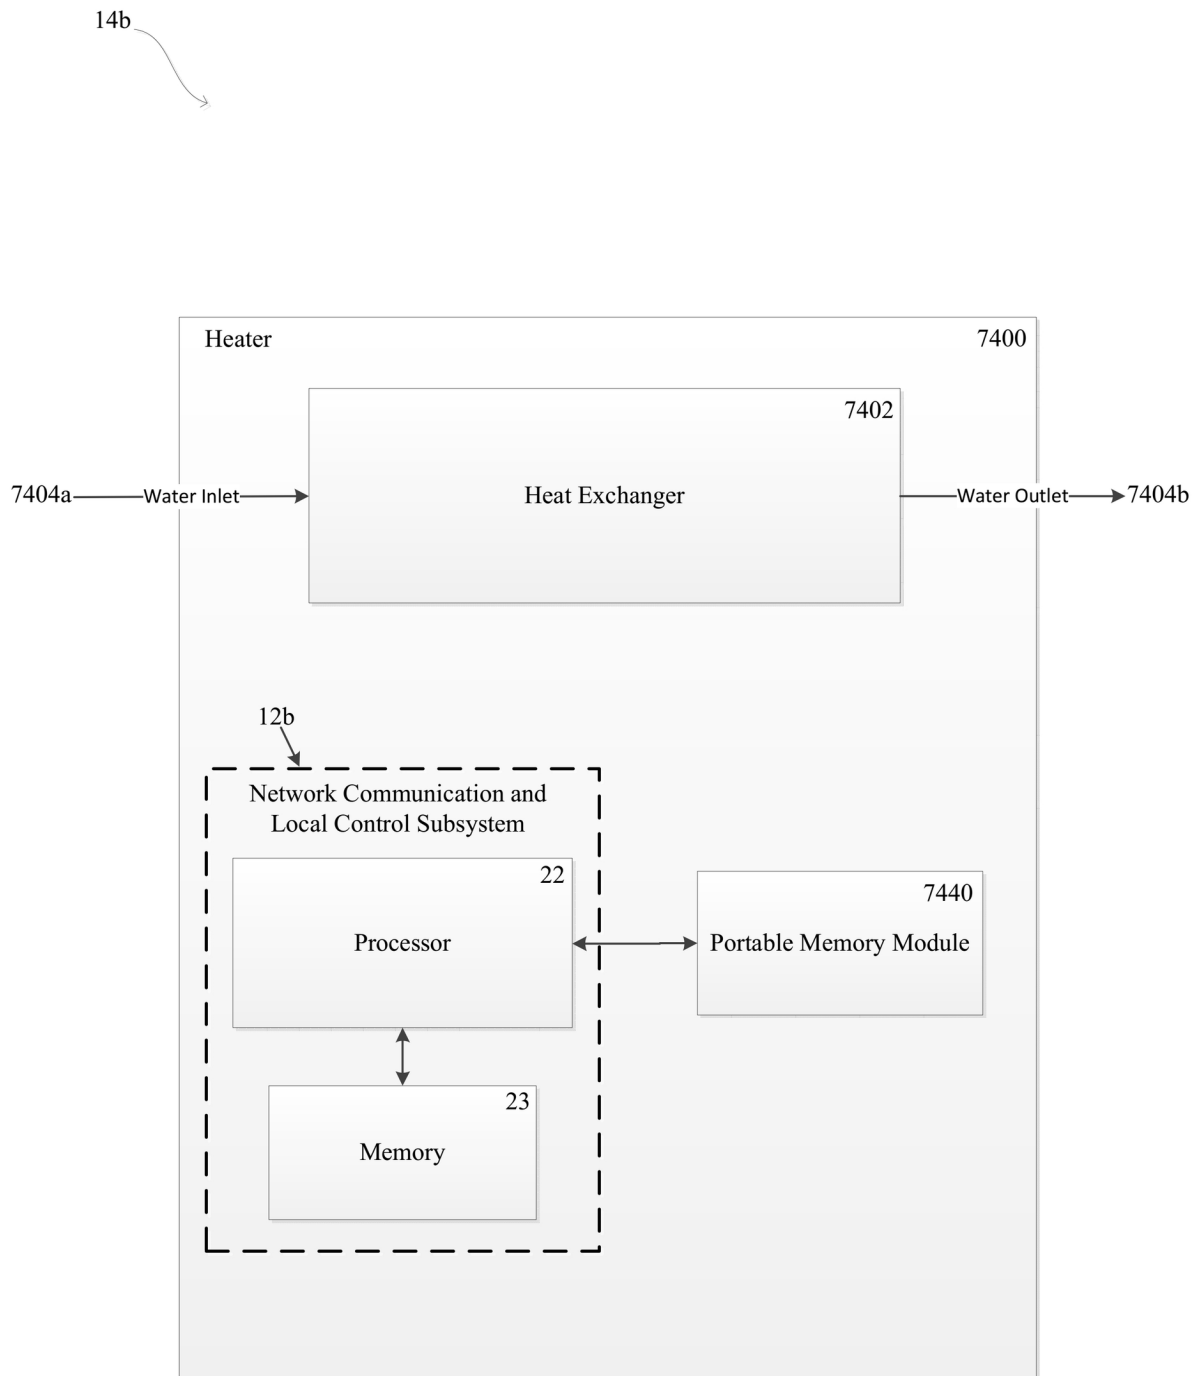 14b
Heater
7400
7402
7404a
Water Inlet
Heat Exchanger
Water Outlet
7404b
12b
Network Communication and
Local Control Subsystem
22
Processor
7440
Portable Memory Module
23
Memory